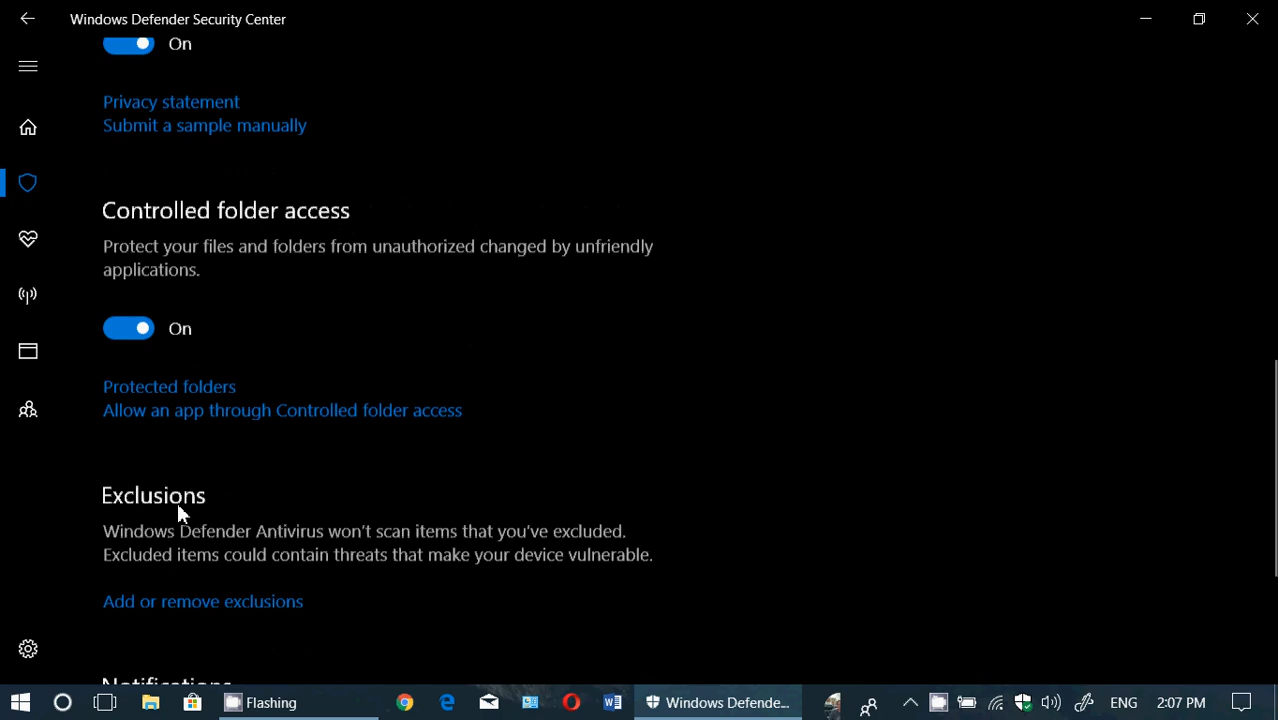 Windows Defender Security Center
On
Privacy statement
Submit a sample manually
Controlled folder access
Protect your files and folders from unauthorized changed by unfriendly
applications.
On
Protected folders
Allow an app through Controlled folder access
Exclusions
Windows Defender Antivirus won't scan items that you've excluded.
Excluded items could contain threats that make your device vulnerable.
Add or remove exclusions
Notifications
Flashing
Windows Defende...
ENG
2:07 PM